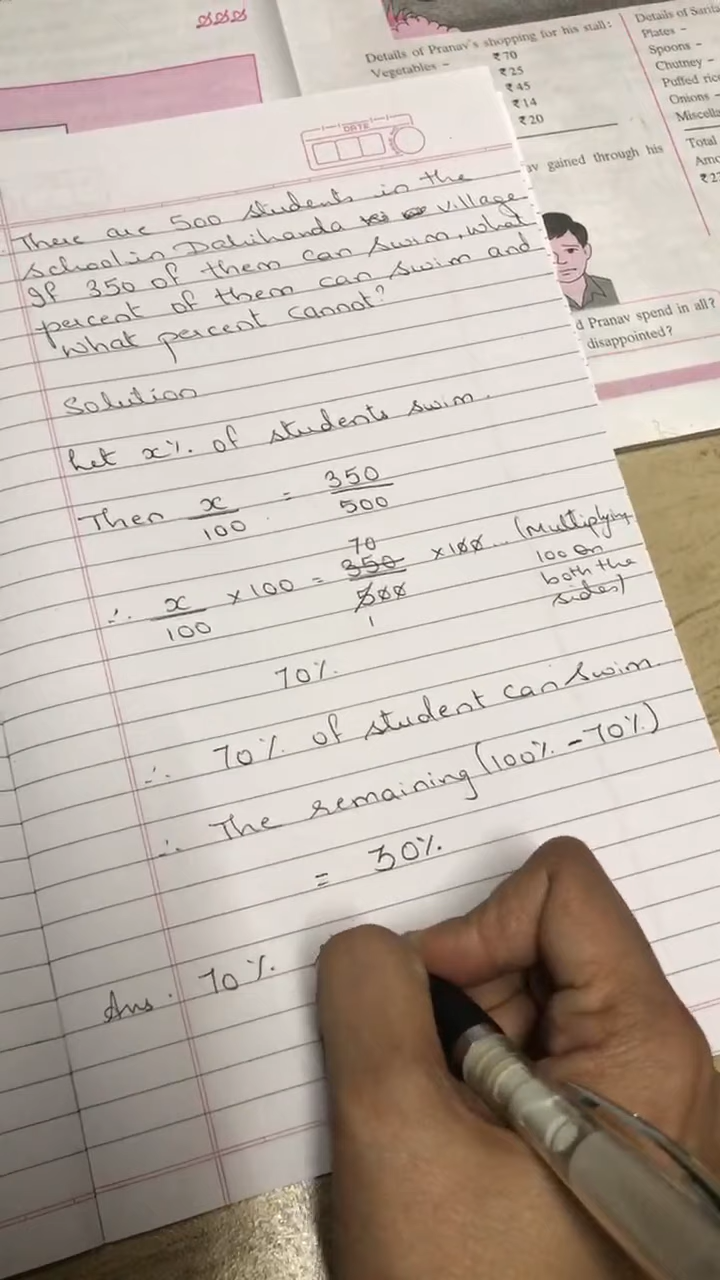 Details of Pranav's shopping for his stall:
Vegetables - ₹70
₹25
₹45
₹14
₹20
gained through his
Pranav spend in all?
disappointed?
Plates -
Spoons -
Chutney -
Onions -
Total
DATE
There are 500 students in the
school in Dahihanda village
If 350 of them can swim, what
percent of them can swim and
what percent cannot?
Solution
Let x% of students swim.
Then x/100 = 350/500
70
∴ x/100 × 100 = 350/500 × 100 ... (Multiplying
100 on
both the
sides)
1
70%
∴ 70% of student can swim
∴ The remaining (100% - 70%)
= 30%
Ans. 70%